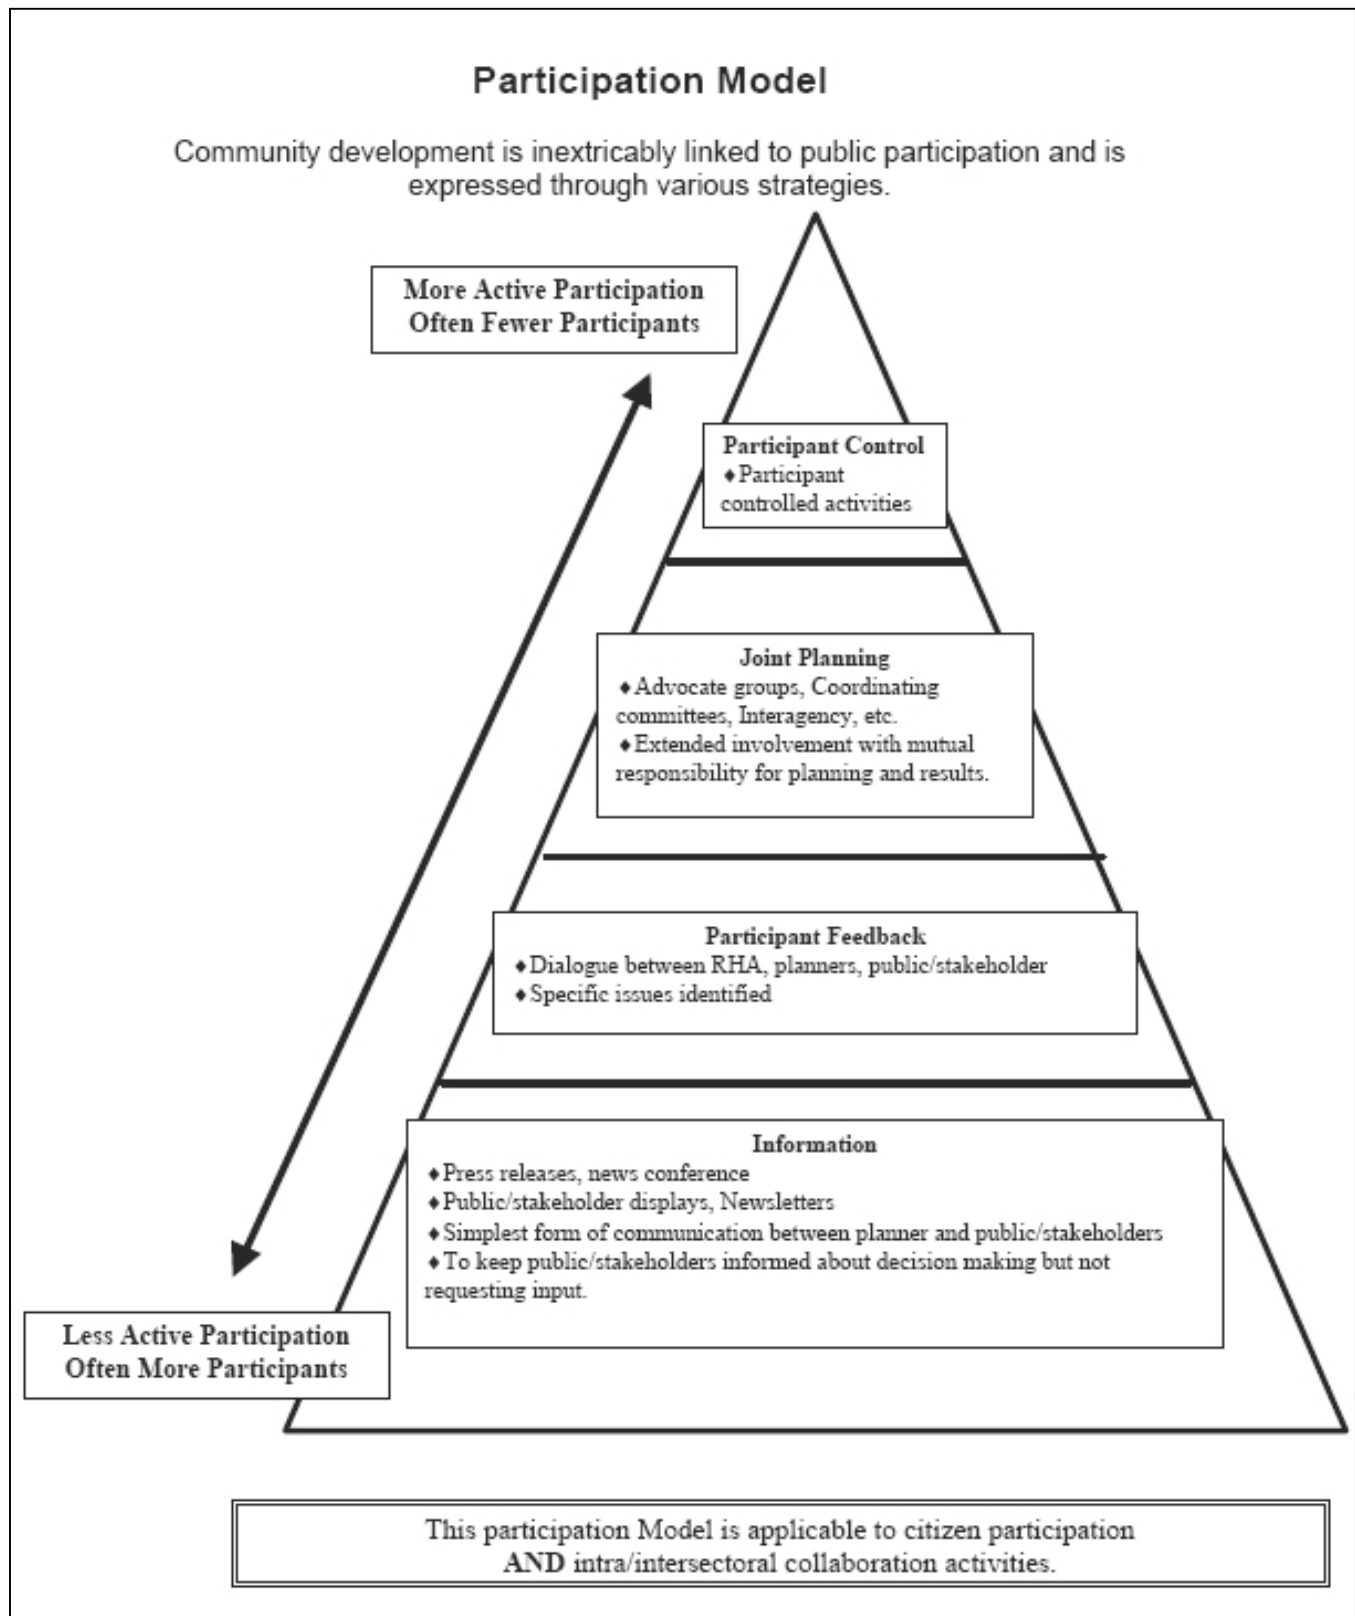 Participation Model
Community development is inextricably linked to public participation and is
expressed through various strategies.
More Active Participation
Often Fewer Participants
Participant Control
♦Participant
controlled activities
Joint Planning
♦Advocate groups, Coordinating
committees, Interagency, etc.
♦Extended involvement with mutual
responsibility for planning and results.
Participant Feedback
♦Dialogue between RHA, planners, public/stakeholder
♦Specific issues identified
Information
♦Press releases, news conference
♦Public/stakeholder displays, Newsletters
♦Simplest form of communication between planner and public/stakeholders
♦To keep public/stakeholders informed about decision making but not
requesting input.
Less Active Participation
Often More Participants
This participation Model is applicable to citizen participation
AND intra/intersectoral collaboration activities.